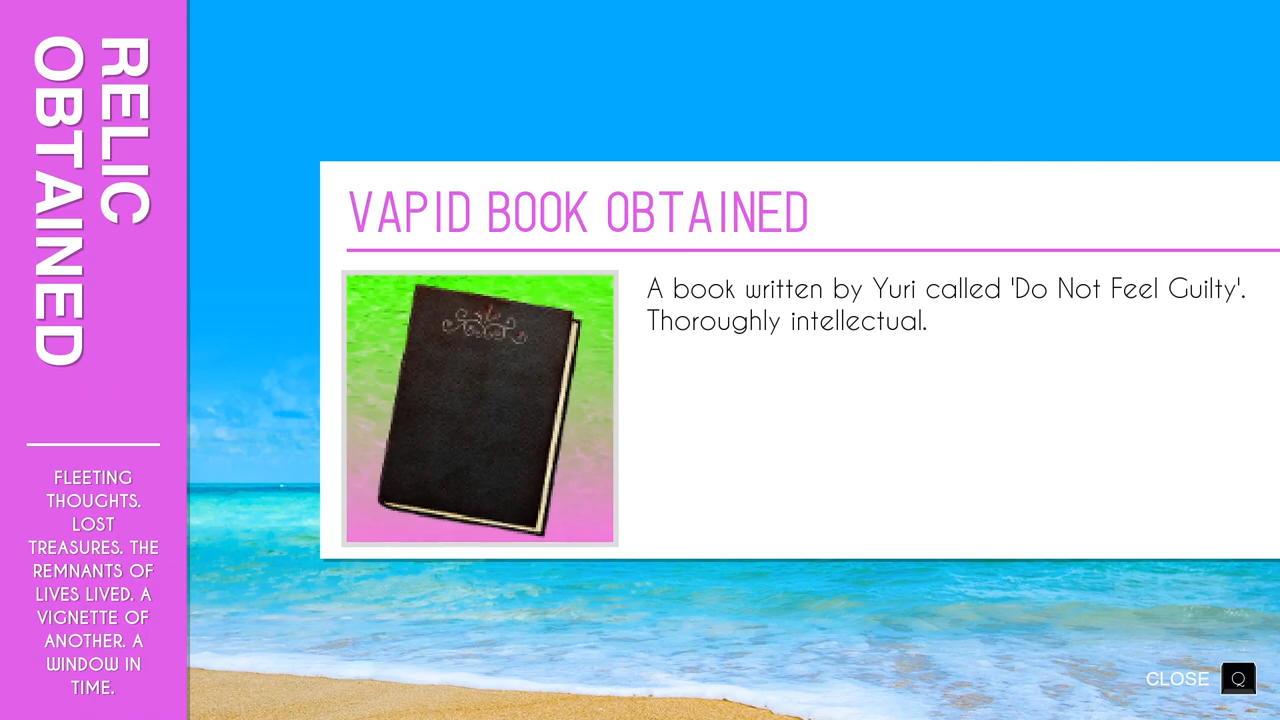 RELIC
OBTAINED
FLEETING
THOUGHTS.
LOST
TREASURES. THE
REMNANTS OF
LIVES LIVED. A
VIGNETTE OF
ANOTHER. A
WINDOW IN
TIME.
VAPID BOOK OBTAINED
A book written by Yuri called 'Do Not Feel Guilty'.
Thoroughly intellectual.
CLOSE Q